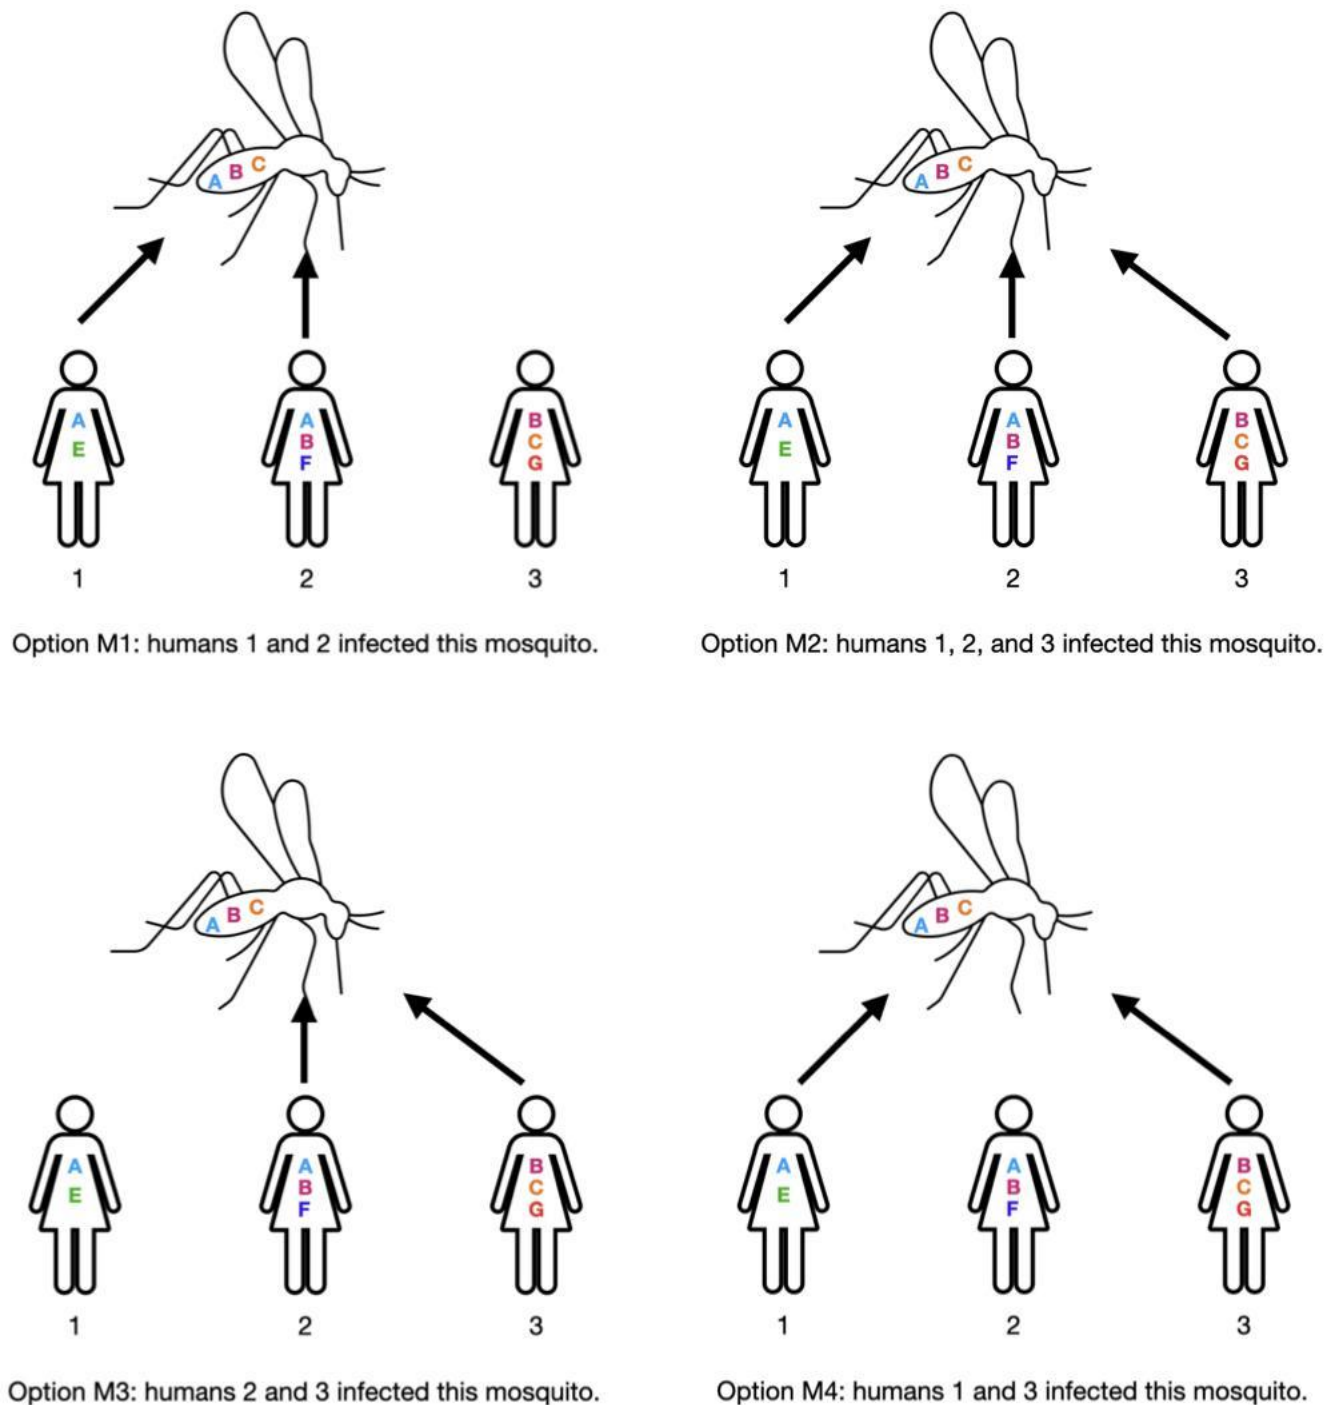 A B C
A B C
A
E
A
B
F
B
C
G
A
E
A
B
F
B
C
G
1 2 3
1 2 3
Option M1: humans 1 and 2 infected this mosquito.
Option M2: humans 1, 2, and 3 infected this mosquito.
A B C
A B C
A
E
A
B
F
B
C
G
A
E
A
B
F
B
C
G
1 2 3
1 2 3
Option M3: humans 2 and 3 infected this mosquito.
Option M4: humans 1 and 3 infected this mosquito.